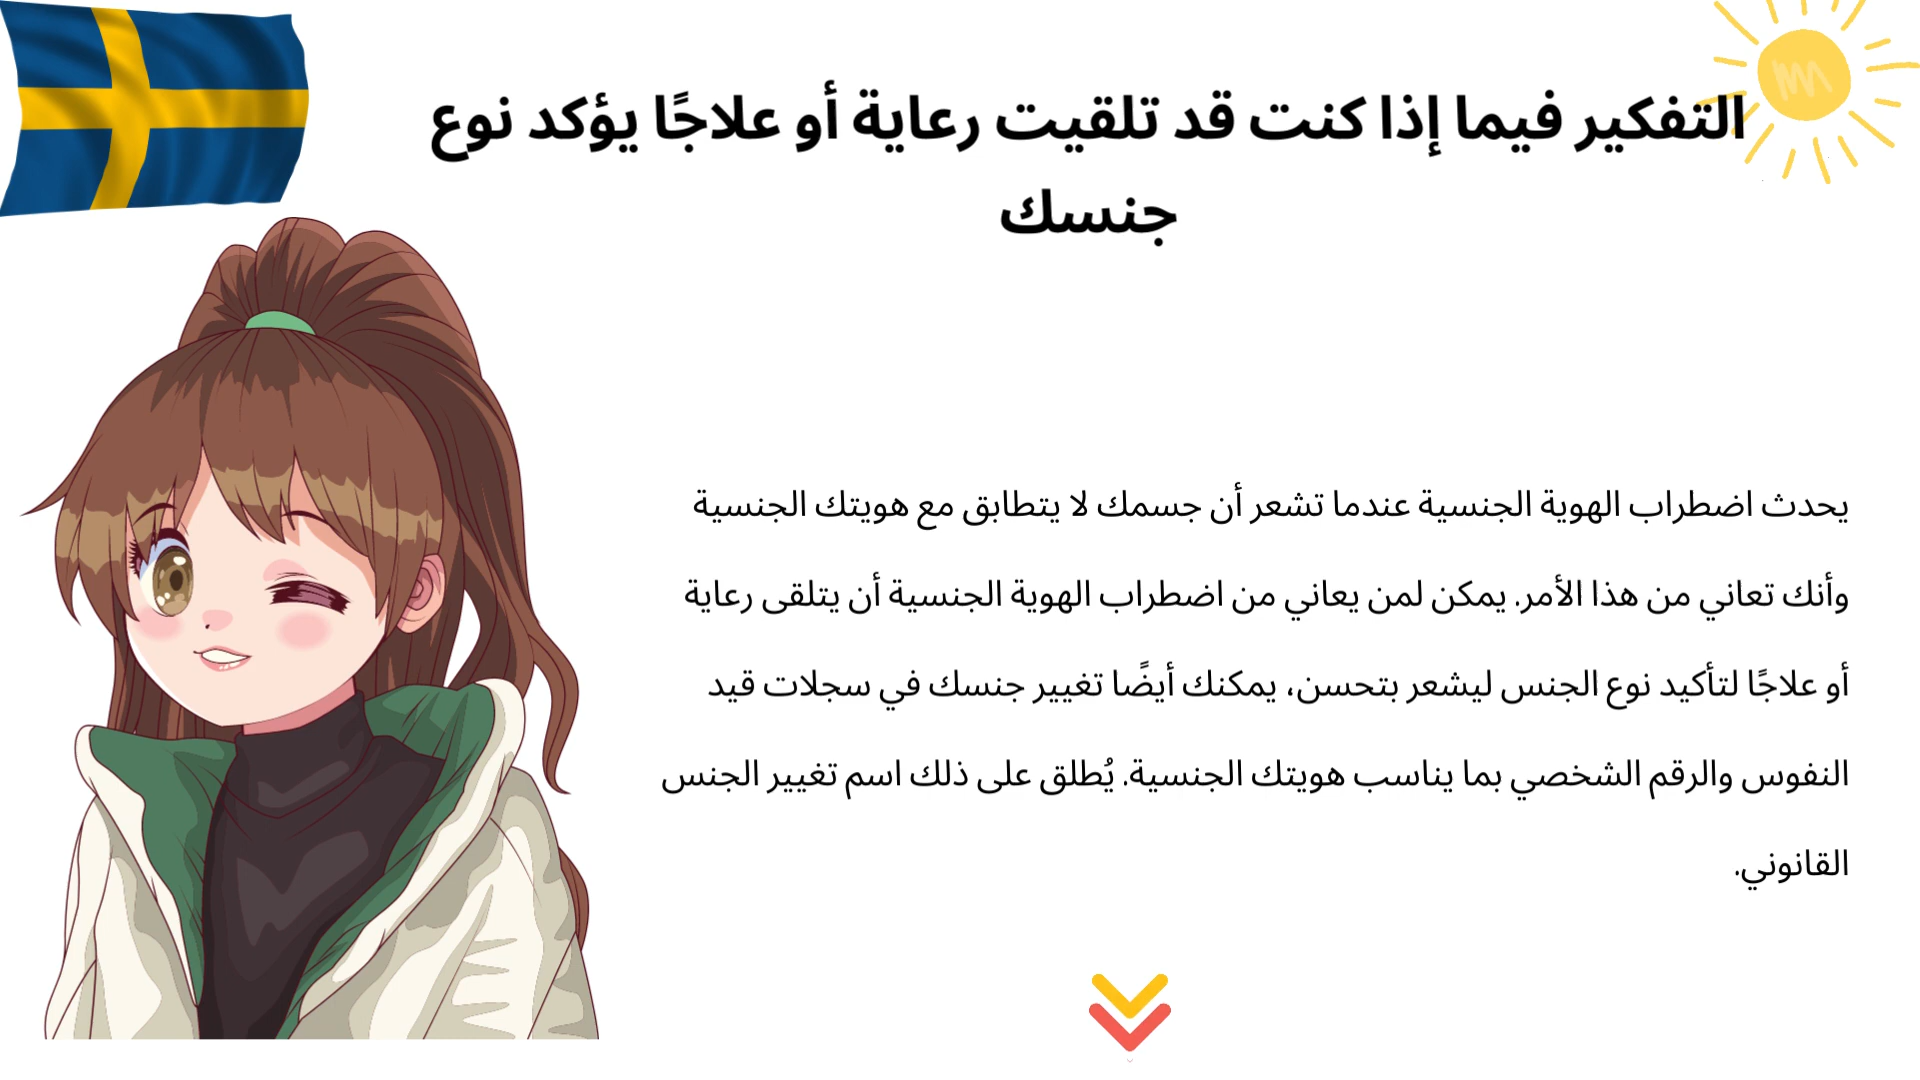 التفكير فيما إذا كنت قد تلقيت رعاية أو علاجًا يؤكد نوع
جنسك
يحدث اضطراب الهوية الجنسية عندما تشعر أن جسمك لا يتطابق مع هويتك الجنسية
وأنك تعاني من هذا الأمر. يمكن لمن يعاني من اضطراب الهوية الجنسية أن يتلقى رعاية
أو علاجًا لتأكيد نوع الجنس ليشعر بتحسن، يمكنك أيضًا تغيير جنسك في سجلات قيد
النفوس والرقم الشخصي بما يناسب هويتك الجنسية. يُطلق على ذلك اسم تغيير الجنس
القانوني.